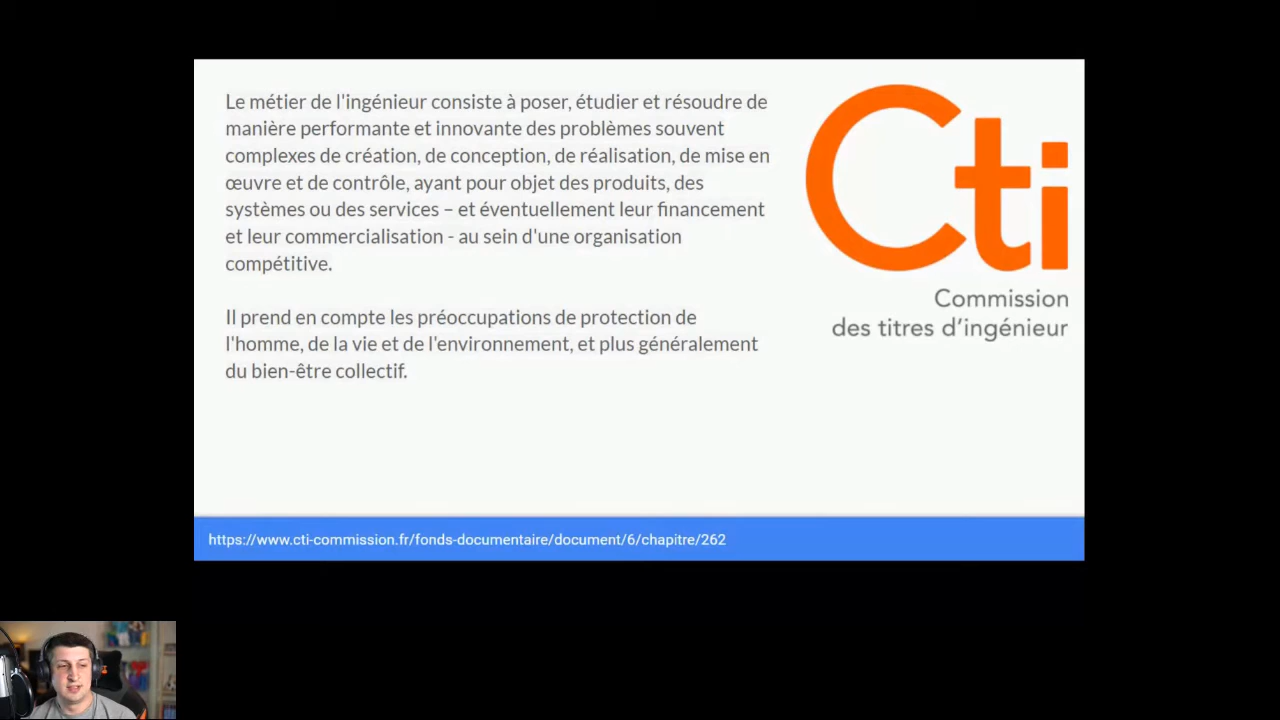 Le métier de l'ingénieur consiste à poser, étudier et résoudre de
manière performante et innovante des problèmes souvent
complexes de création, de conception, de réalisation, de mise en
œuvre et de contrôle, ayant pour objet des produits, des
systèmes ou des services – et éventuellement leur financement
et leur commercialisation - au sein d'une organisation
compétitive.
Il prend en compte les préoccupations de protection de
l'homme, de la vie et de l'environnement, et plus généralement
du bien-être collectif.
Cti
Commission
des titres d'ingénieur
https://www.cti-commission.fr/fonds-documentaire/document/6/chapitre/262